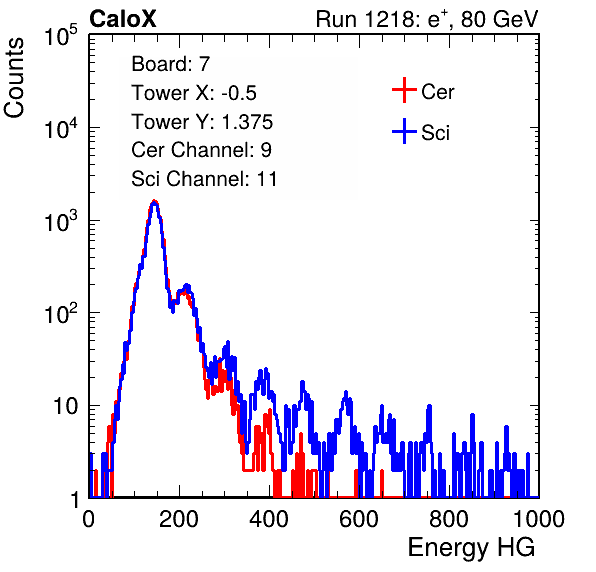 CaloX Run 1218: e⁺, 80 GeV
Counts
10⁵
10⁴
10³
10²
10
1
Board: 7
Tower X: -0.5
Tower Y: 1.375
Cer Channel: 9
Sci Channel: 11
Cer
Sci
0 200 400 600 800 1000
Energy HG